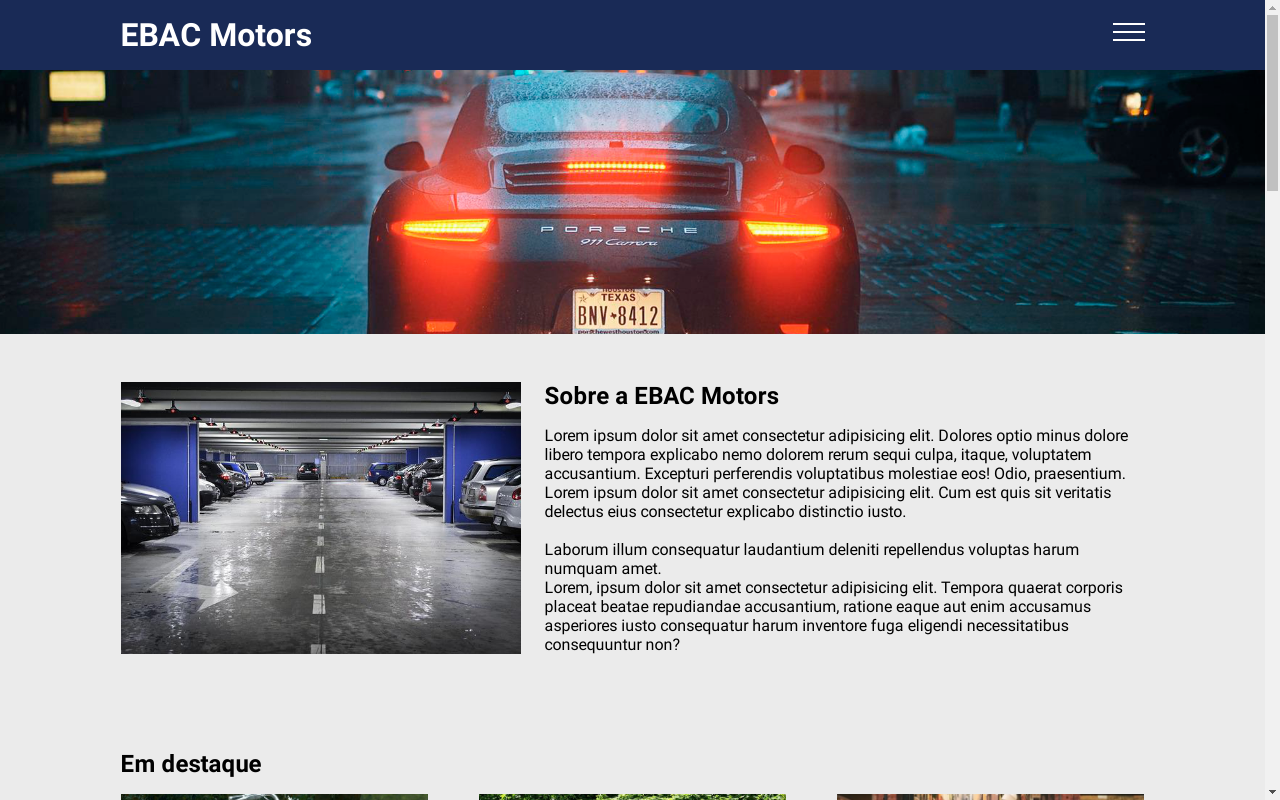 EBAC Motors
PORSCHE
911 Carrera
HOUSTON
TEXAS
BNV 8412
Sobre a EBAC Motors
Lorem ipsum dolor sit amet consectetur adipisicing elit. Dolores optio minus dolore
libero tempora explicabo nemo dolorem rerum sequi culpa, itaque, voluptatem
accusantium. Excepturi perferendis voluptatibus molestiae eos! Odio, praesentium.
Lorem ipsum dolor sit amet consectetur adipisicing elit. Cum est quis sit veritatis
delectus eius consectetur explicabo distinctio iusto.
Laborum illum consequatur laudantium deleniti repellendus voluptas harum
numquam amet.
Lorem, ipsum dolor sit amet consectetur adipisicing elit. Tempora quaerat corporis
placeat beatae repudiandae accusantium, ratione eaque aut enim accusamus
asperiores iusto consequatur harum inventore fuga eligendi necessitatibus
consequuntur non?
Em destaque